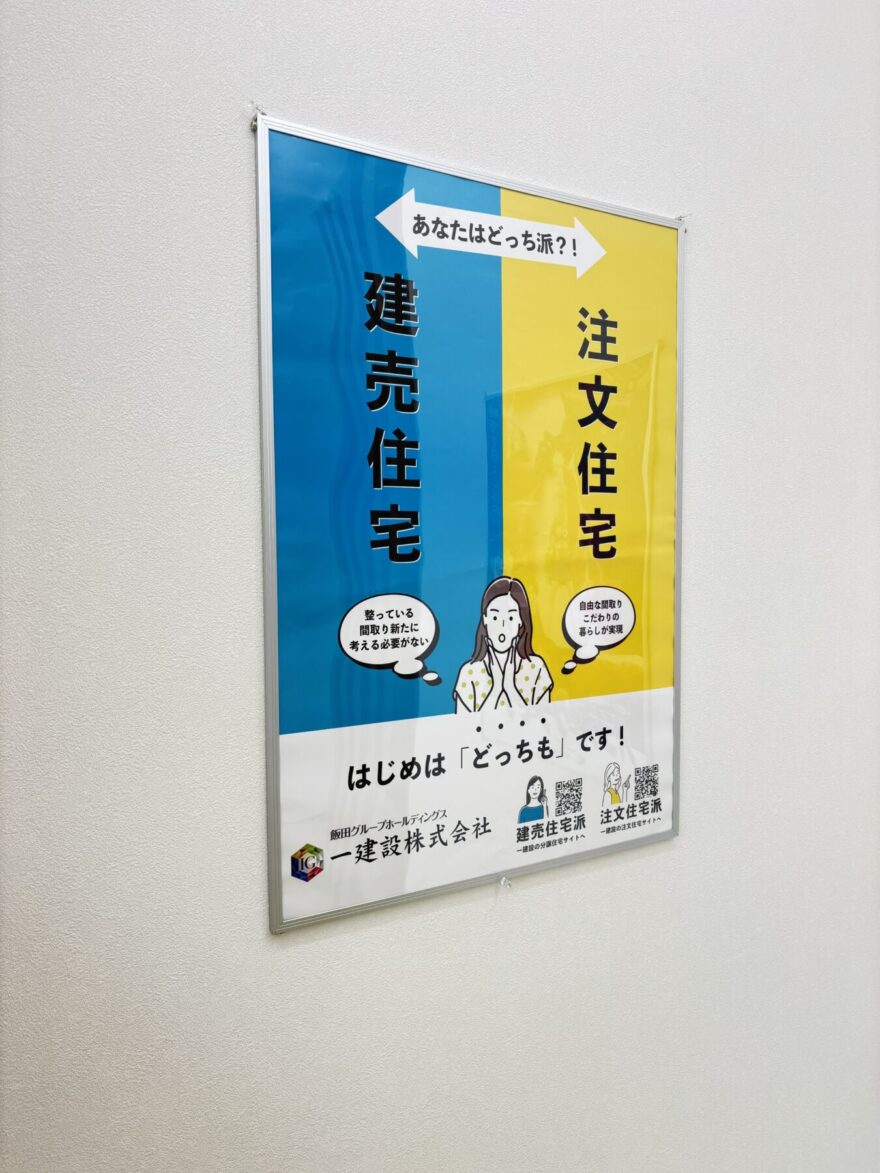 あなたはどっち派?!
建売住宅
注文住宅
整っている
間取り新たに
考える必要がない
自由な間取り
こだわりの
暮らしが実現
はじめは「どっちも」です!
飯田グループホールディングス
一建設株式会社
IG
建売住宅派
一建設の分譲住宅サイトへ
注文住宅派
一建設の注文住宅サイトへ